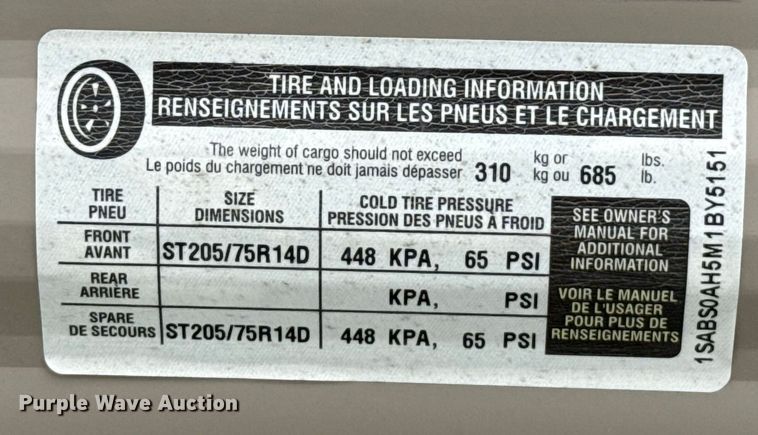 TIRE AND LOADING INFORMATION
RENSEIGNEMENTS SUR LES PNEUS ET LE CHARGEMENT
The weight of cargo should not exceed kg or lbs.
Le poids du chargement ne doit jamais dépasser 310 kg ou 685 lb.
TIRE SIZE COLD TIRE PRESSURE
PNEU DIMENSIONS PRESSION DES PNEUS À FROID
FRONT
AVANT ST205/75R14D 448 KPA, 65 PSI
REAR
ARRIÈRE KPA, PSI
SPARE
DE SECOURS ST205/75R14D 448 KPA, 65 PSI
SEE OWNER'S
MANUAL FOR
ADDITIONAL
INFORMATION
VOIR LE MANUEL
DE L'USAGER
POUR PLUS DE
RENSEIGNEMENTS
1SABS0AH5M1BY5151
Purple Wave Auction